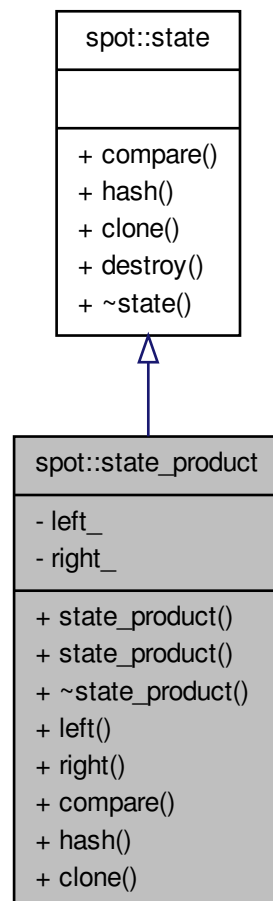 spot::state
+ compare()
+ hash()
+ clone()
+ destroy()
+ ~state()
spot::state_product
- left_
- right_
+ state_product()
+ state_product()
+ ~state_product()
+ left()
+ right()
+ compare()
+ hash()
+ clone()